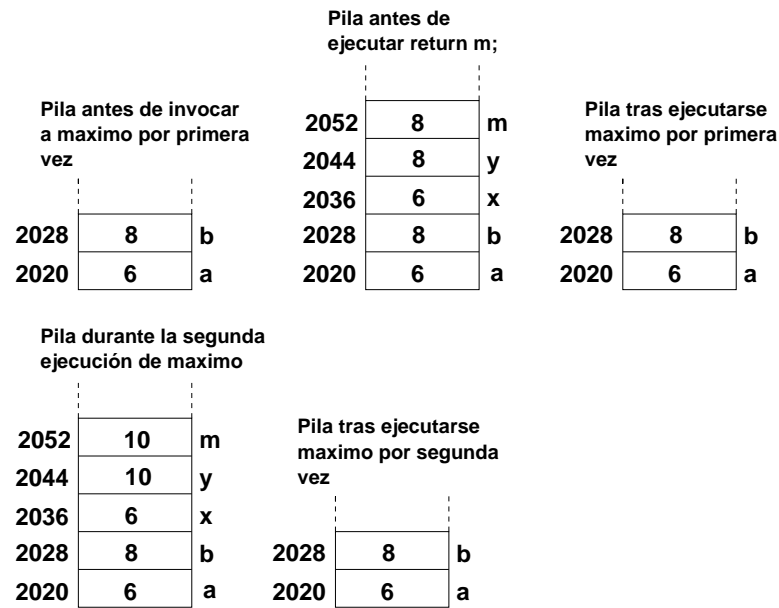 Pila antes de invocar
a maximo por primera
vez
2028 8 b
2020 6 a
Pila antes de
ejecutar return m;
2052 8 m
2044 8 y
2036 6 x
2028 8 b
2020 6 a
Pila tras ejecutarse
maximo por primera
vez
2028 8 b
2020 6 a
Pila durante la segunda
ejecución de maximo
2052 10 m
2044 10 y
2036 6 x
2028 8 b
2020 6 a
Pila tras ejecutarse
maximo por segunda
vez
2028 8 b
2020 6 a